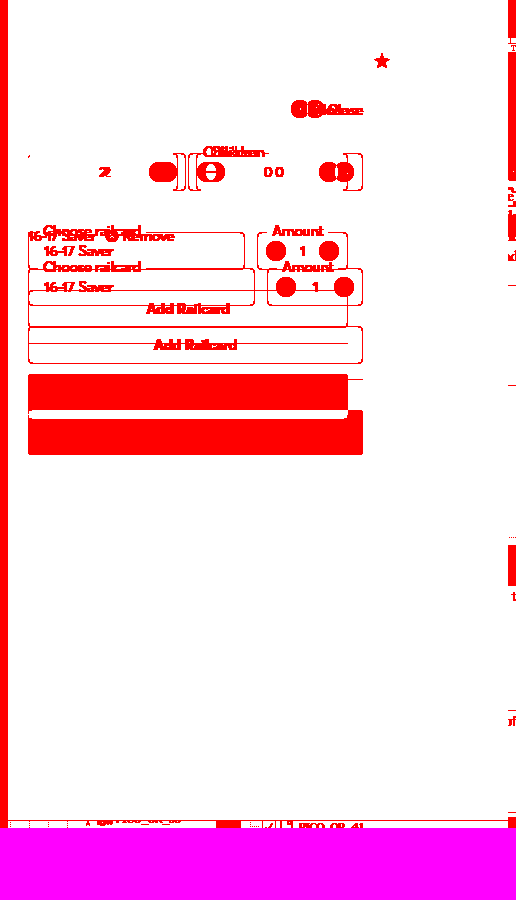 Close
Children
2 0 0
16-17 Saver Remove
Choose railcard Amount
16-17 Saver 1
Choose railcard Amount
16-17 Saver 1
Add Railcard
Add Railcard